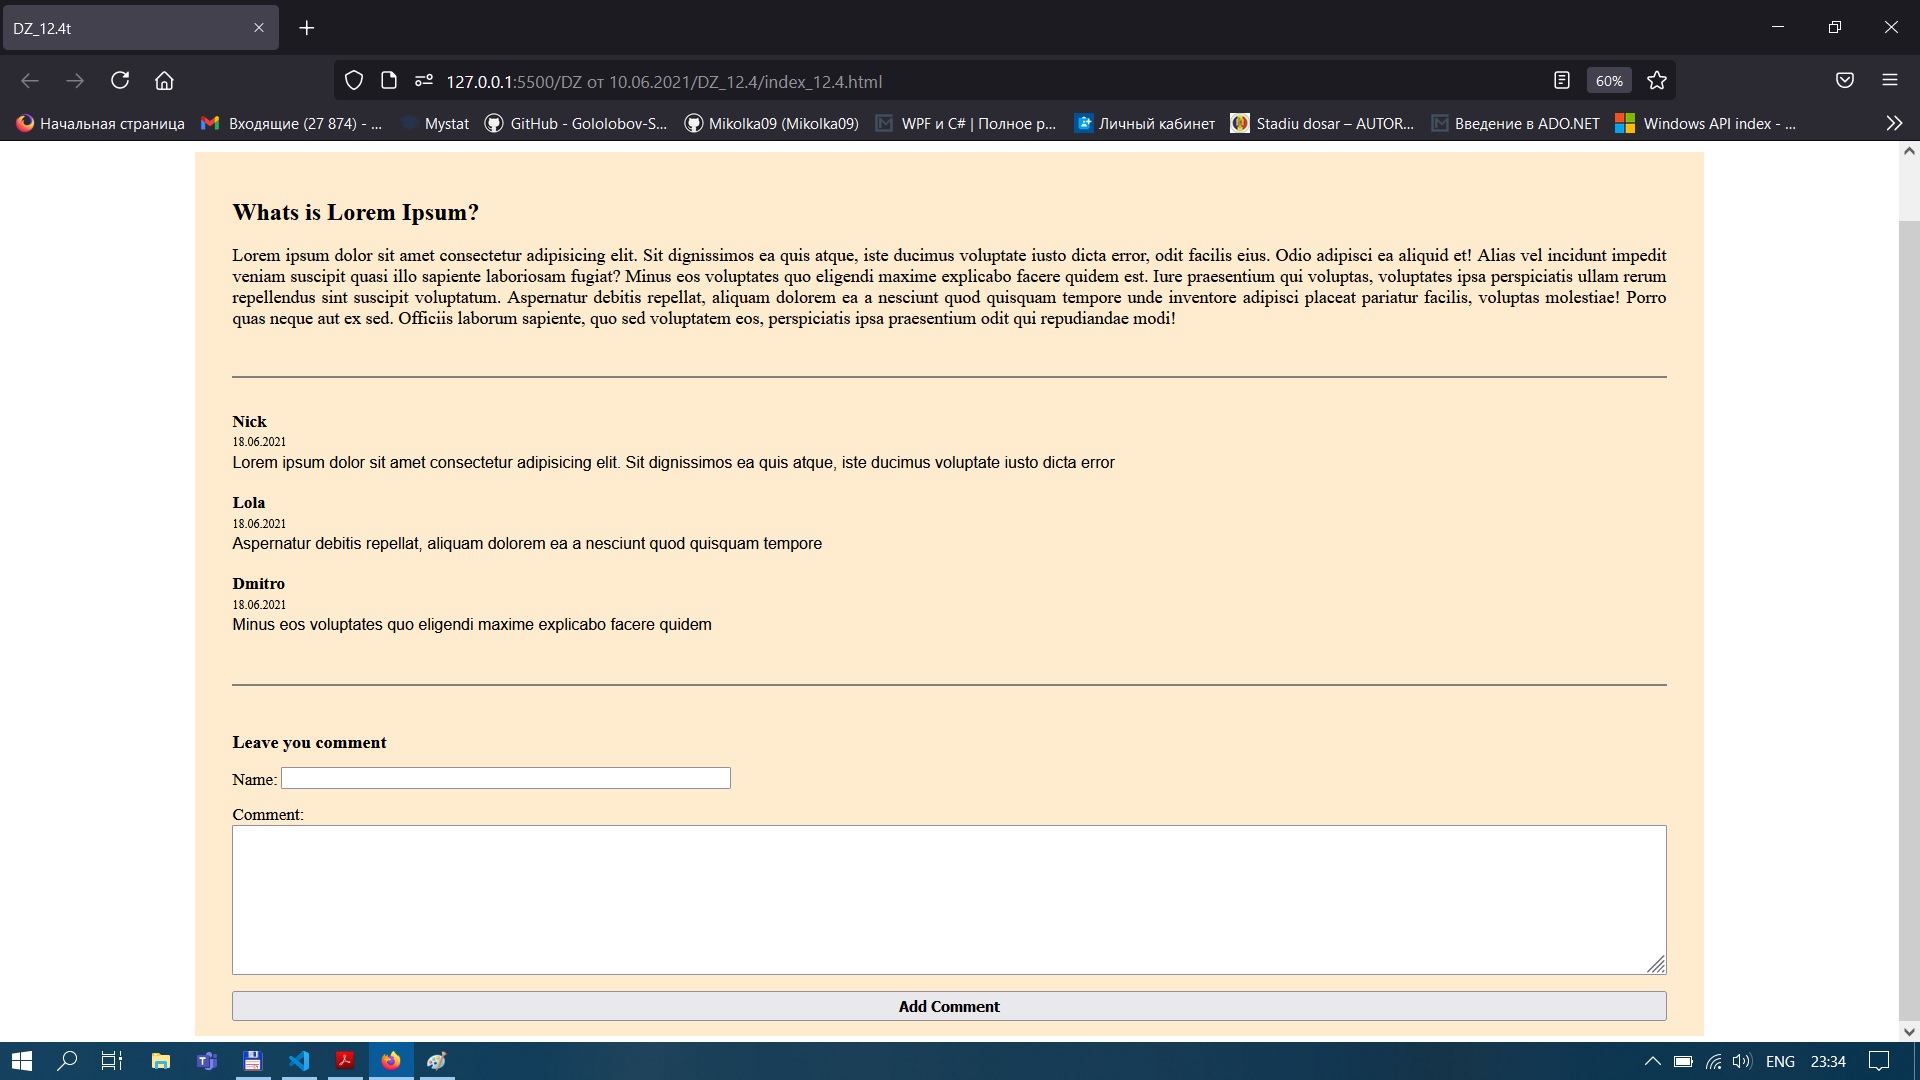 DZ_12.4t
127.0.0.1:5500/DZ от 10.06.2021/DZ_12.4/index_12.4.html
60%
Начальная страница
Входящие (27 874) - ...
Mystat
GitHub - Gololobov-S...
Mikolka09 (Mikolka09)
WPF и C# | Полное р...
Личный кабинет
Stadiu dosar – AUTOR...
Введение в ADO.NET
Windows API index - ...
Whats is Lorem Ipsum?
Lorem ipsum dolor sit amet consectetur adipisicing elit. Sit dignissimos ea quis atque, iste ducimus voluptate iusto dicta error, odit facilis eius. Odio adipisci ea aliquid et! Alias vel incidunt impedit
veniam suscipit quasi illo sapiente laboriosam fugiat? Minus eos voluptates quo eligendi maxime explicabo facere quidem est. Iure praesentium qui voluptas, voluptates ipsa perspiciatis ullam rerum
repellendus sint suscipit voluptatum. Aspernatur debitis repellat, aliquam dolorem ea a nesciunt quod quisquam tempore unde inventore adipisci placeat pariatur facilis, voluptas molestiae! Porro
quas neque aut ex sed. Officiis laborum sapiente, quo sed voluptatem eos, perspiciatis ipsa praesentium odit qui repudiandae modi!
Nick
18.06.2021
Lorem ipsum dolor sit amet consectetur adipisicing elit. Sit dignissimos ea quis atque, iste ducimus voluptate iusto dicta error
Lola
18.06.2021
Aspernatur debitis repellat, aliquam dolorem ea a nesciunt quod quisquam tempore
Dmitro
18.06.2021
Minus eos voluptates quo eligendi maxime explicabo facere quidem
Leave you comment
Name:
Comment:
Add Comment
ENG
23:34